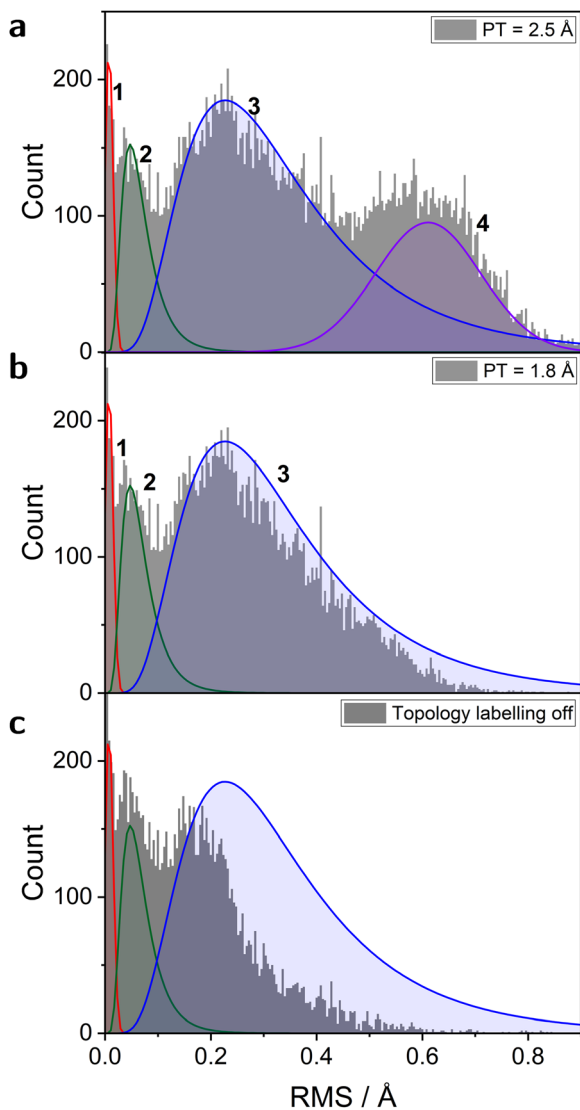 a
PT = 2.5 Å
200
100
0
Count
1
2
3
4
b
PT = 1.8 Å
200
100
0
Count
1
2
3
c
Topology labelling off
200
100
0
Count
0.0 0.2 0.4 0.6 0.8
RMS / Å